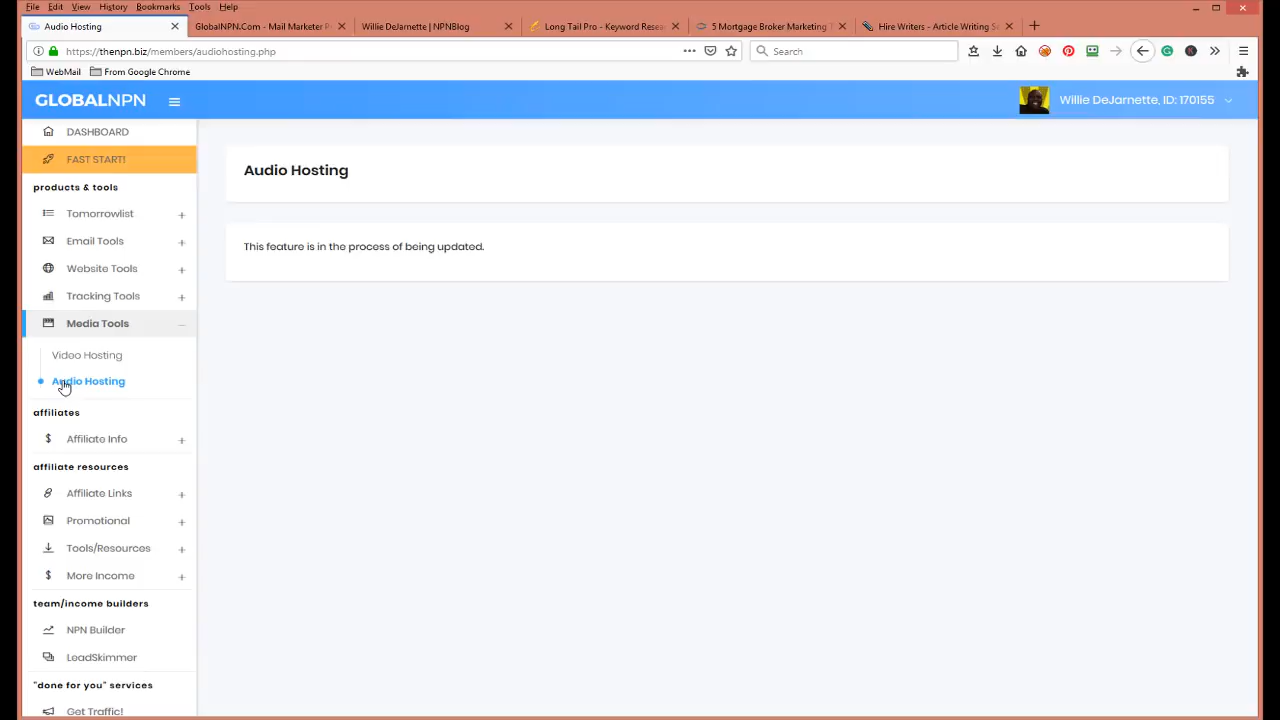 File Edit View History Bookmarks Tools Help
Audio Hosting
GlobalNPN.Com - Mail Marketer P
Willie DeJarnette | NPNBlog
Long Tail Pro - Keyword Resea
5 Mortgage Broker Marketing T
Hire Writers - Article Writing Se
https://thenpn.biz/members/audiohosting.php
Search
WebMail
From Google Chrome
GLOBALNPN
Willie DeJarnette, ID: 170155
DASHBOARD
FAST START!
products & tools
Tomorrowlist
Email Tools
Website Tools
Tracking Tools
Media Tools
Video Hosting
Audio Hosting
affiliates
Affiliate Info
affiliate resources
Affiliate Links
Promotional
Tools/Resources
More Income
team/income builders
NPN Builder
LeadSkimmer
"done for you" services
Get Traffic!
Audio Hosting
This feature is in the process of being updated.